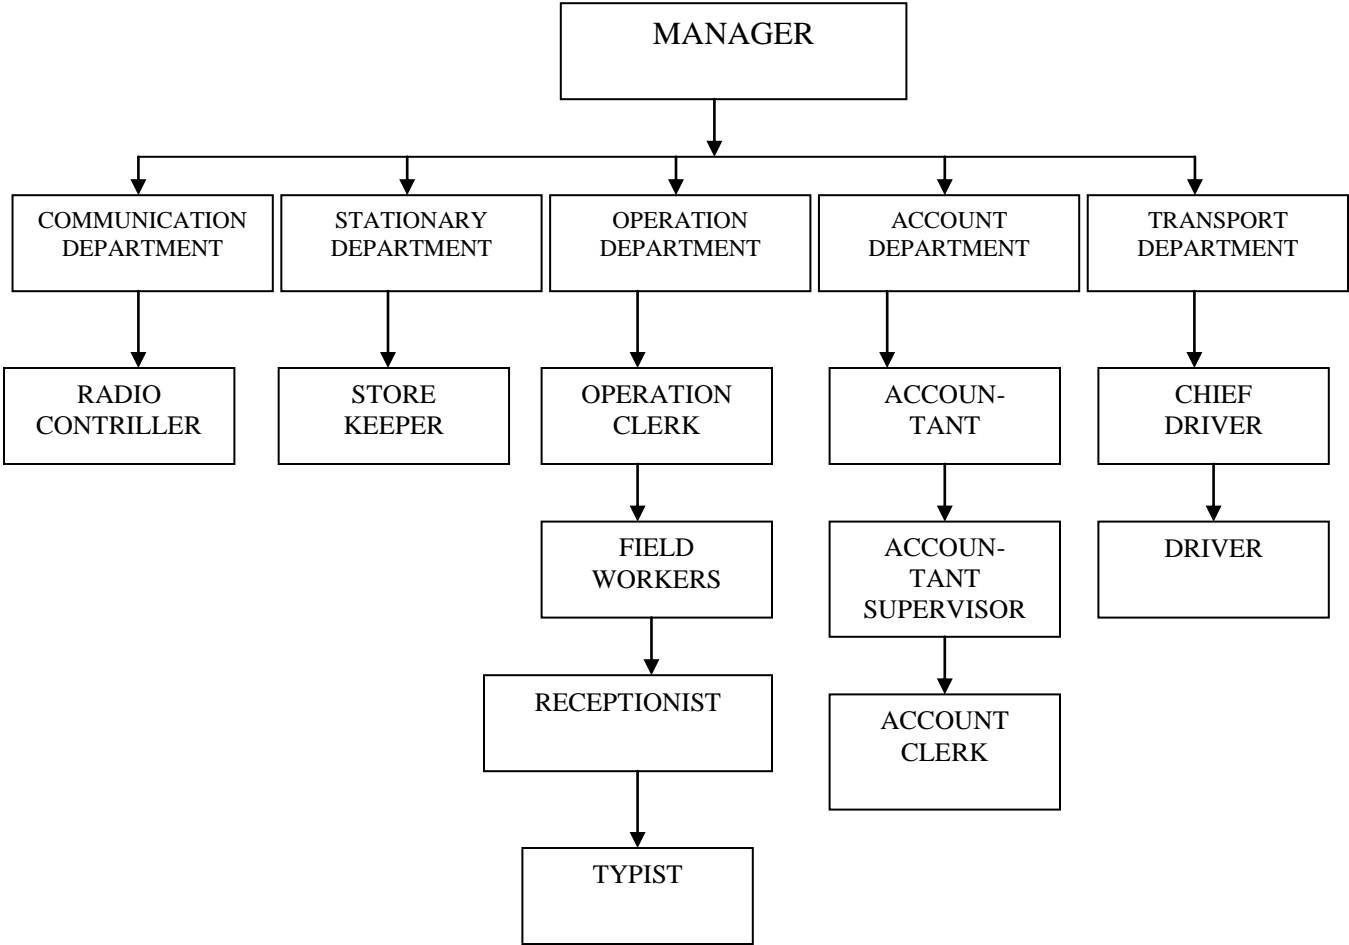 MANAGER
COMMUNICATION
DEPARTMENT
STATIONARY
DEPARTMENT
OPERATION
DEPARTMENT
ACCOUNT
DEPARTMENT
TRANSPORT
DEPARTMENT
RADIO
CONTRILLER
STORE
KEEPER
OPERATION
CLERK
ACCOUN-
TANT
CHIEF
DRIVER
FIELD
WORKERS
ACCOUN-
TANT
SUPERVISOR
DRIVER
RECEPTIONIST
ACCOUNT
CLERK
TYPIST